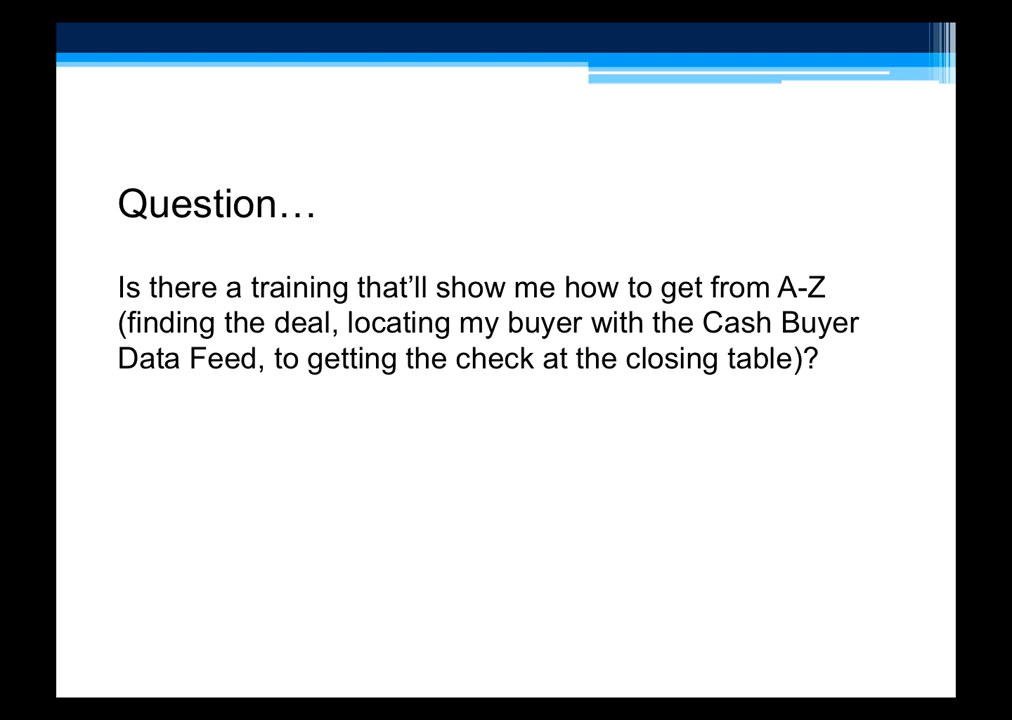 Question…
Is there a training that’ll show me how to get from A-Z
(finding the deal, locating my buyer with the Cash Buyer
Data Feed, to getting the check at the closing table)?